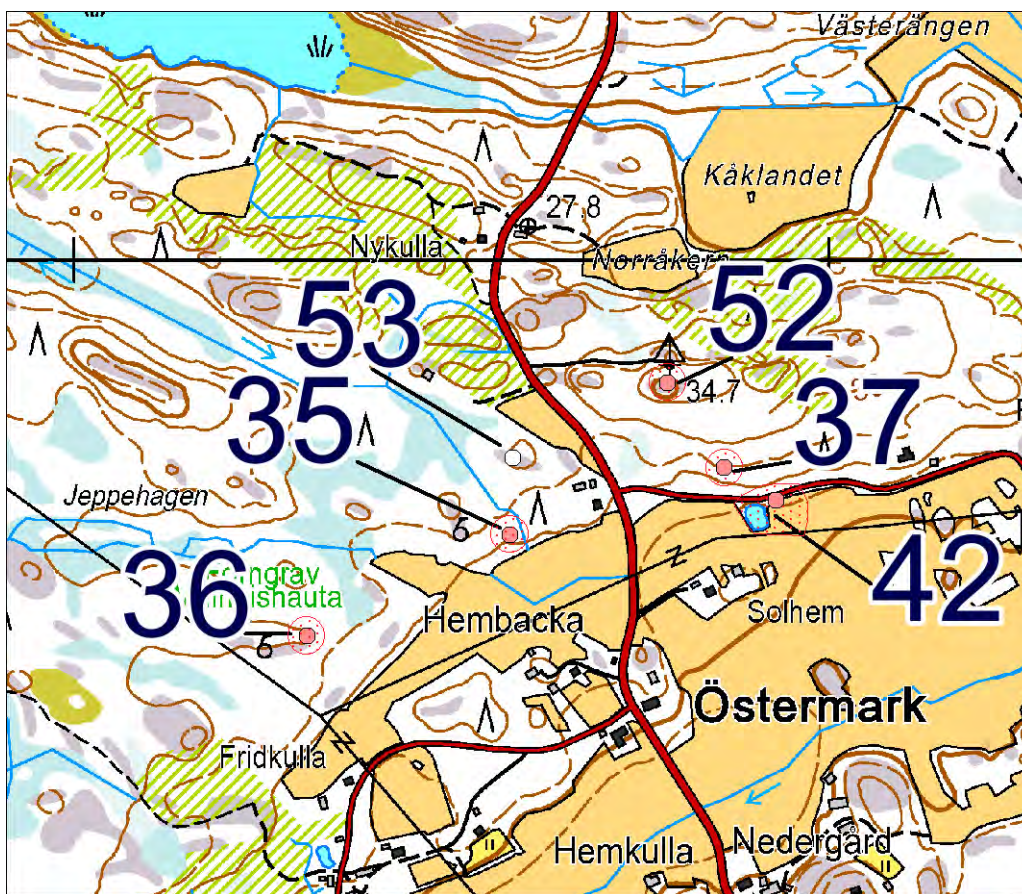 Västerängen
Kåklandet
27,8
Nykulla
Norråkern
53
52
35
34.7
37
Jeppehagen
36
42
Hembacka
Solhem
Östermark
Fridkulla
Hemkulla
Nedergård